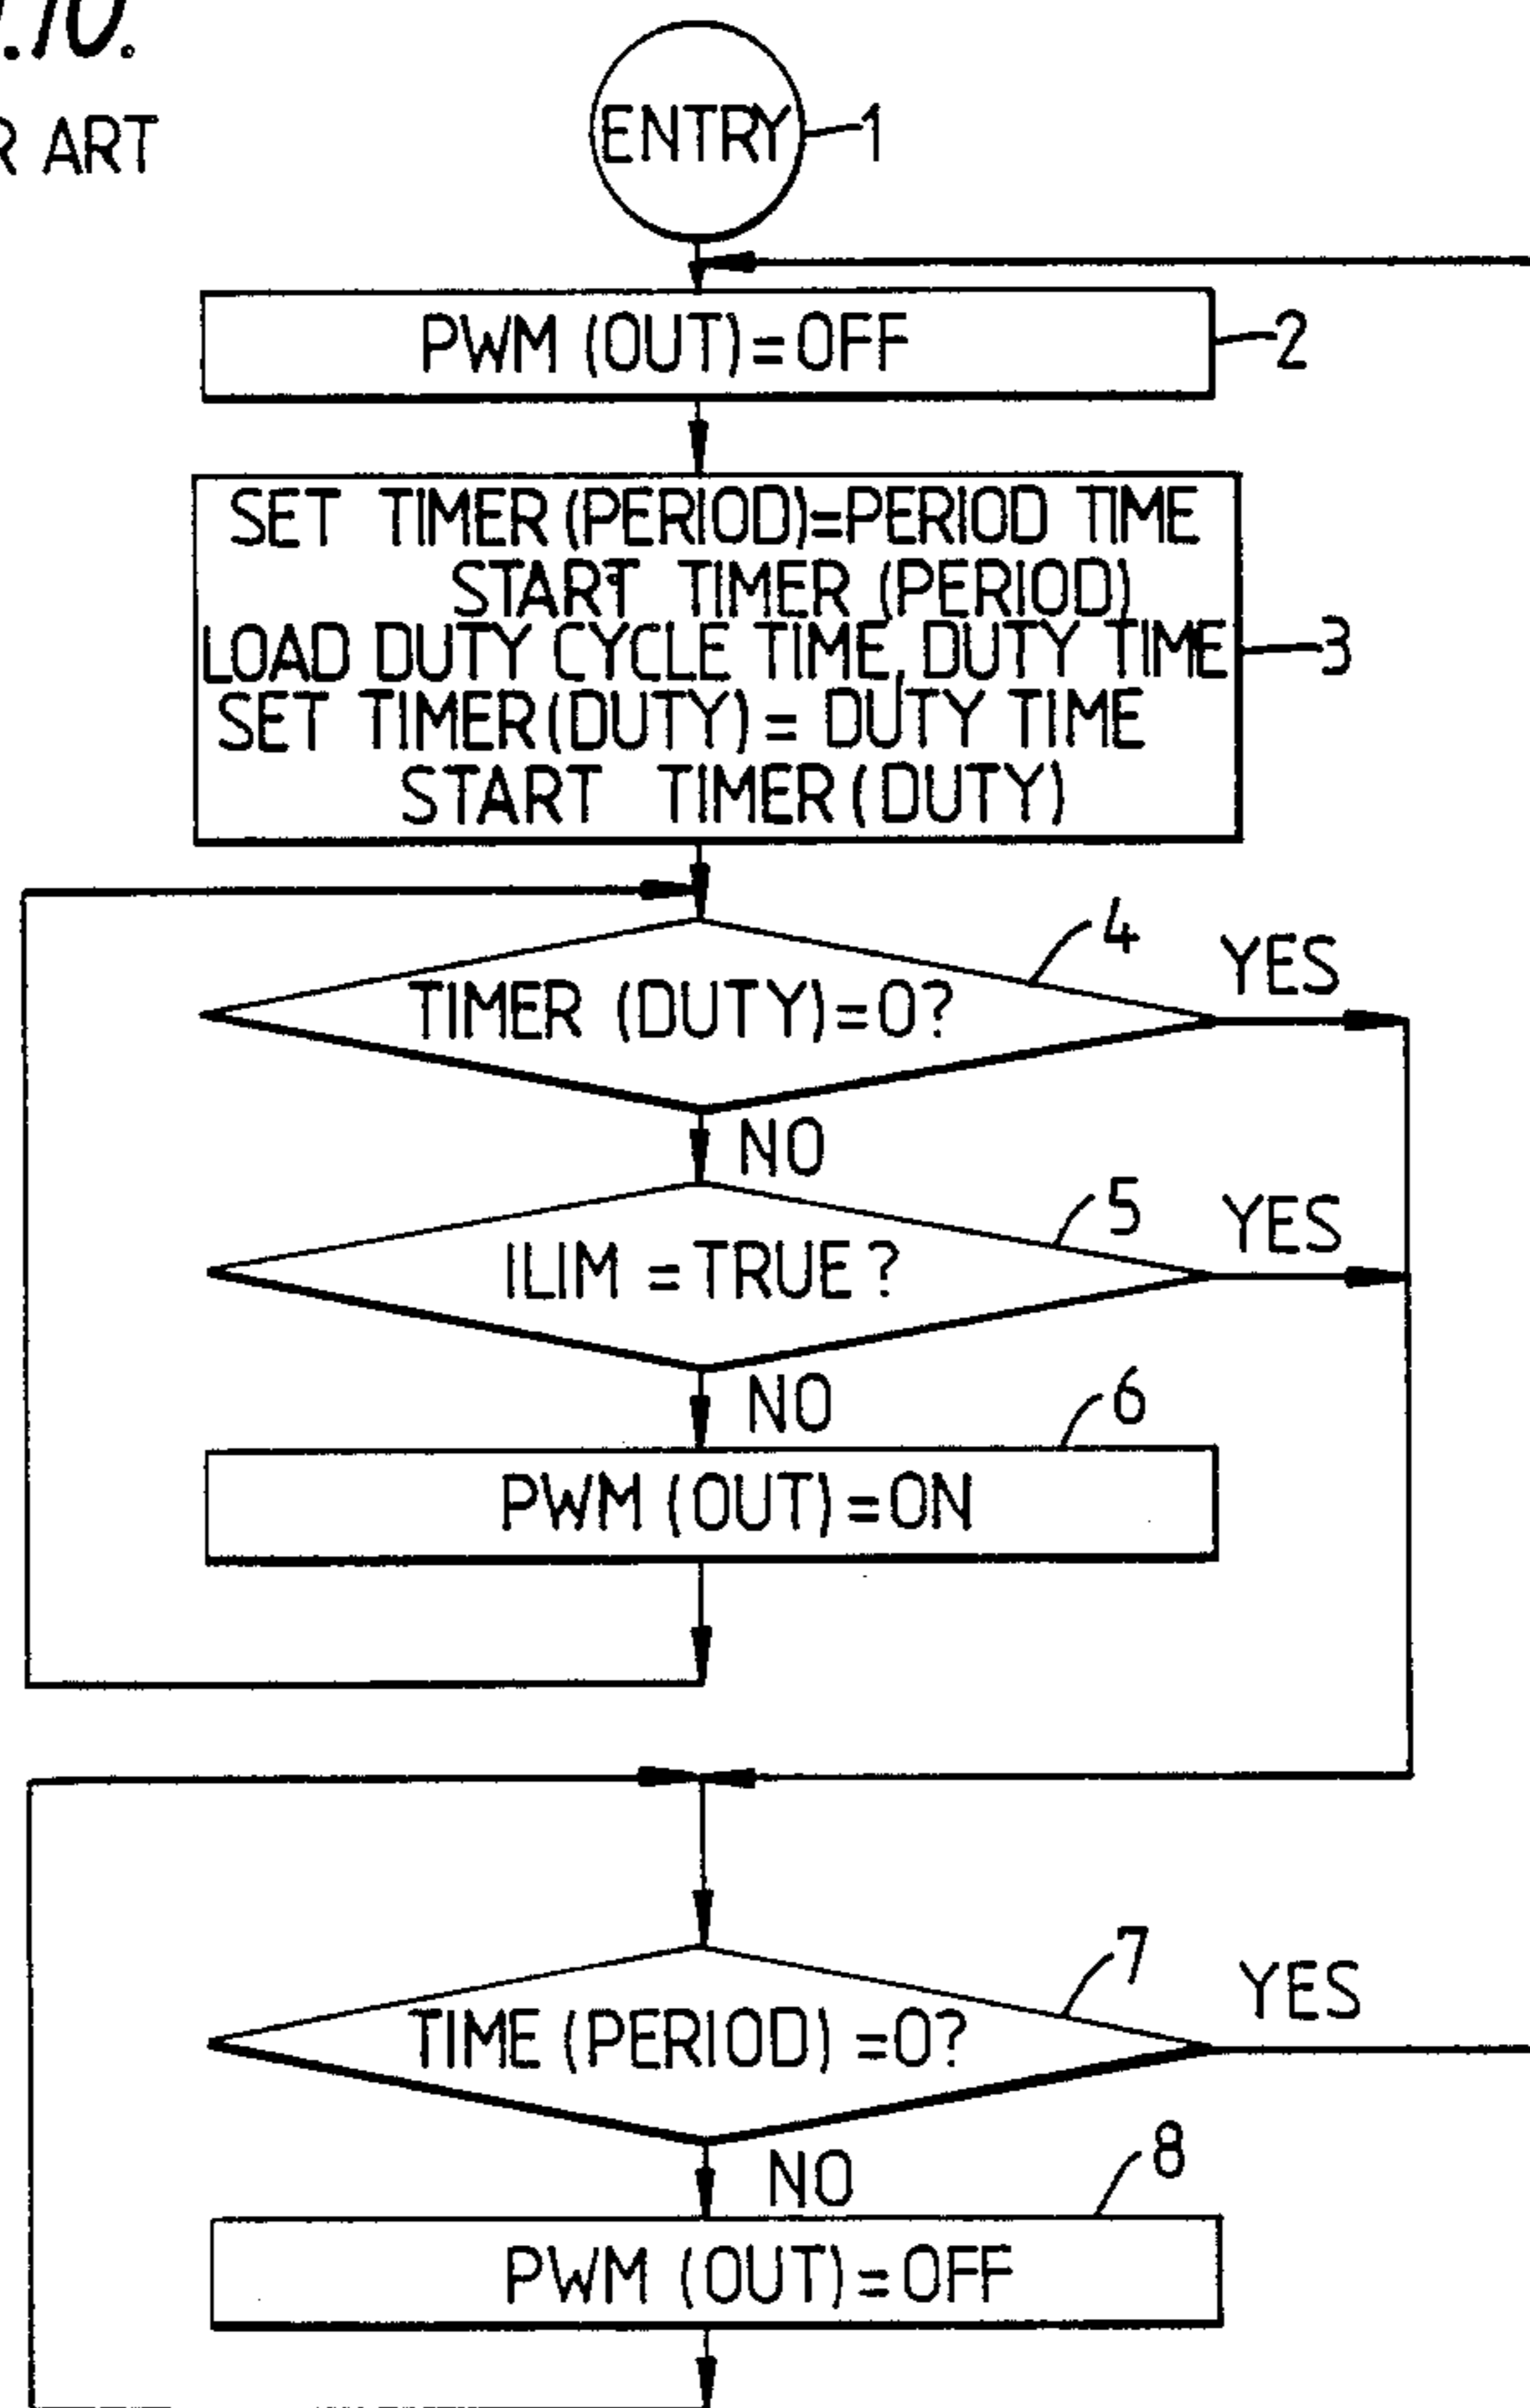 .10.
ART
ENTRY 1
PWM (OUT)=OFF 2
SET TIMER (PERIOD)=PERIOD TIME
START TIMER (PERIOD)
LOAD DUTY CYCLE TIME, DUTY TIME 3
SET TIMER(DUTY)= DUTY TIME
START TIMER (DUTY)
4 YES
TIMER (DUTY)=0?
NO
5 YES
ILIM =TRUE?
NO
6
PWM (OUT)=ON
7 YES
TIME (PERIOD) =0?
NO
8
PWM (OUT)=OFF